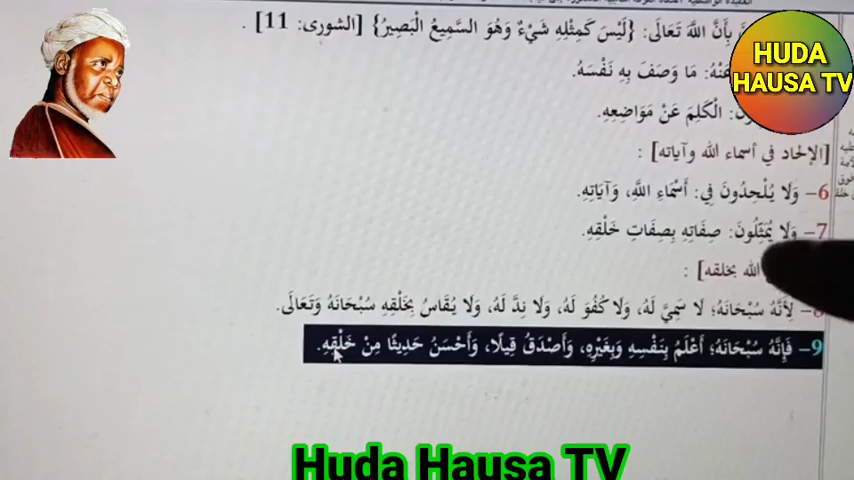 بِأَنَّ اللَّهَ تَعَالَى: {لَيْسَ كَمِثْلِهِ شَيْءٌ وَهُوَ السَّمِيعُ الْبَصِيرُ} [الشورى: 11] .
عَنْهُ: مَا وَصَفَ بِهِ نَفْسَهُ.
الْكَلِمَ عَنْ مَوَاضِعِهِ.
[الإلحاد في أسماء الله وآياته] :
6– وَلَا يُلْحِدُونَ فِي: أَسْمَاءِ اللَّهِ، وَآيَاتِهِ.
7– وَلَا يُمَثِّلُونَ: صِفَاتِهِ بِصِفَاتِ خَلْقِهِ.
الله بخلقه] :
8– لِأَنَّهُ سُبْحَانَهُ؛ لَا سَمِيَّ لَهُ، وَلَا كُفُوَ لَهُ، وَلَا نِدَّ لَهُ، وَلَا يُقَاسُ بِخَلْقِهِ سُبْحَانَهُ وَتَعَالَى.
9– فَإِنَّهُ سُبْحَانَهُ؛ أَعْلَمُ بِنَفْسِهِ وَبِغَيْرِهِ، وَأَصْدَقُ قِيلًا، وَأَحْسَنُ حَدِيثًا مِنْ خَلْقِهِ.
HUDA
HAUSA TV
Huda Hausa TV